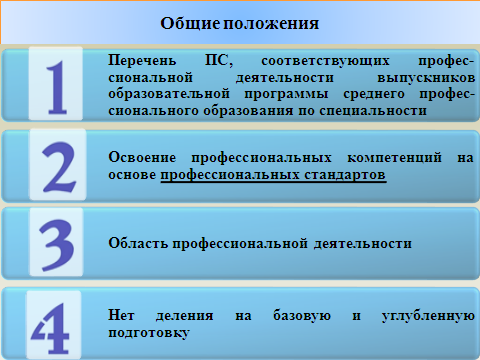 Общие положения
1
Перечень ПС, соответствующих профес-
сиональной деятельности выпускников
образовательной программы среднего профес-
сионального образования по специальности
2
Освоение профессиональных компетенций на
основе профессиональных стандартов
3
Область профессиональной деятельности
4
Нет деления на базовую и углубленную
подготовку